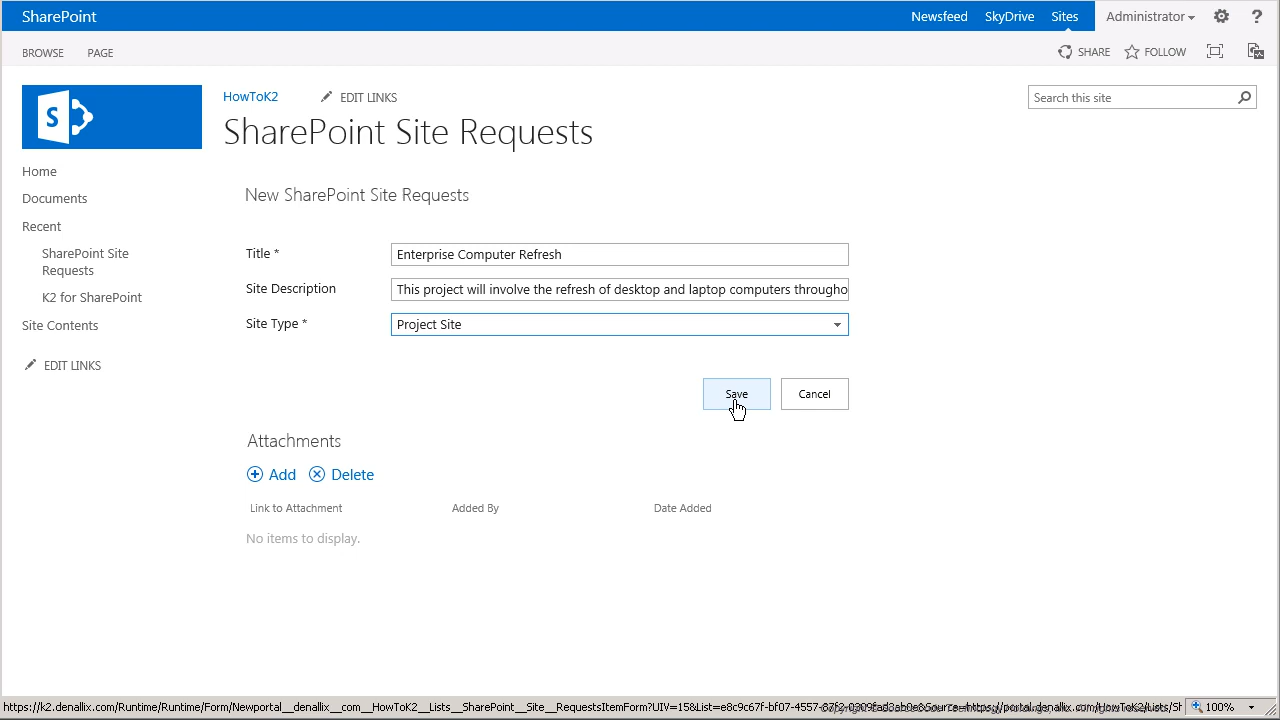 SharePoint
Newsfeed SkyDrive Sites Administrator ?
BROWSE PAGE
SHARE FOLLOW
S
HowToK2 EDIT LINKS
Search this site
SharePoint Site Requests
Home
Documents
Recent
SharePoint Site
Requests
K2 for SharePoint
Site Contents
EDIT LINKS
New SharePoint Site Requests
Title * Enterprise Computer Refresh
Site Description This project will involve the refresh of desktop and laptop computers througho
Site Type * Project Site
Save Cancel
Attachments
Add Delete
Link to Attachment Added By Date Added
No items to display.
https://k2.denallix.com/Runtime/Runtime/Form/Newportal__denallix__com__HowToK2__Lists__SharePoint__Site__RequestsItemForm?UIV=15&List=e8c9c67f-bf07-4557 100%